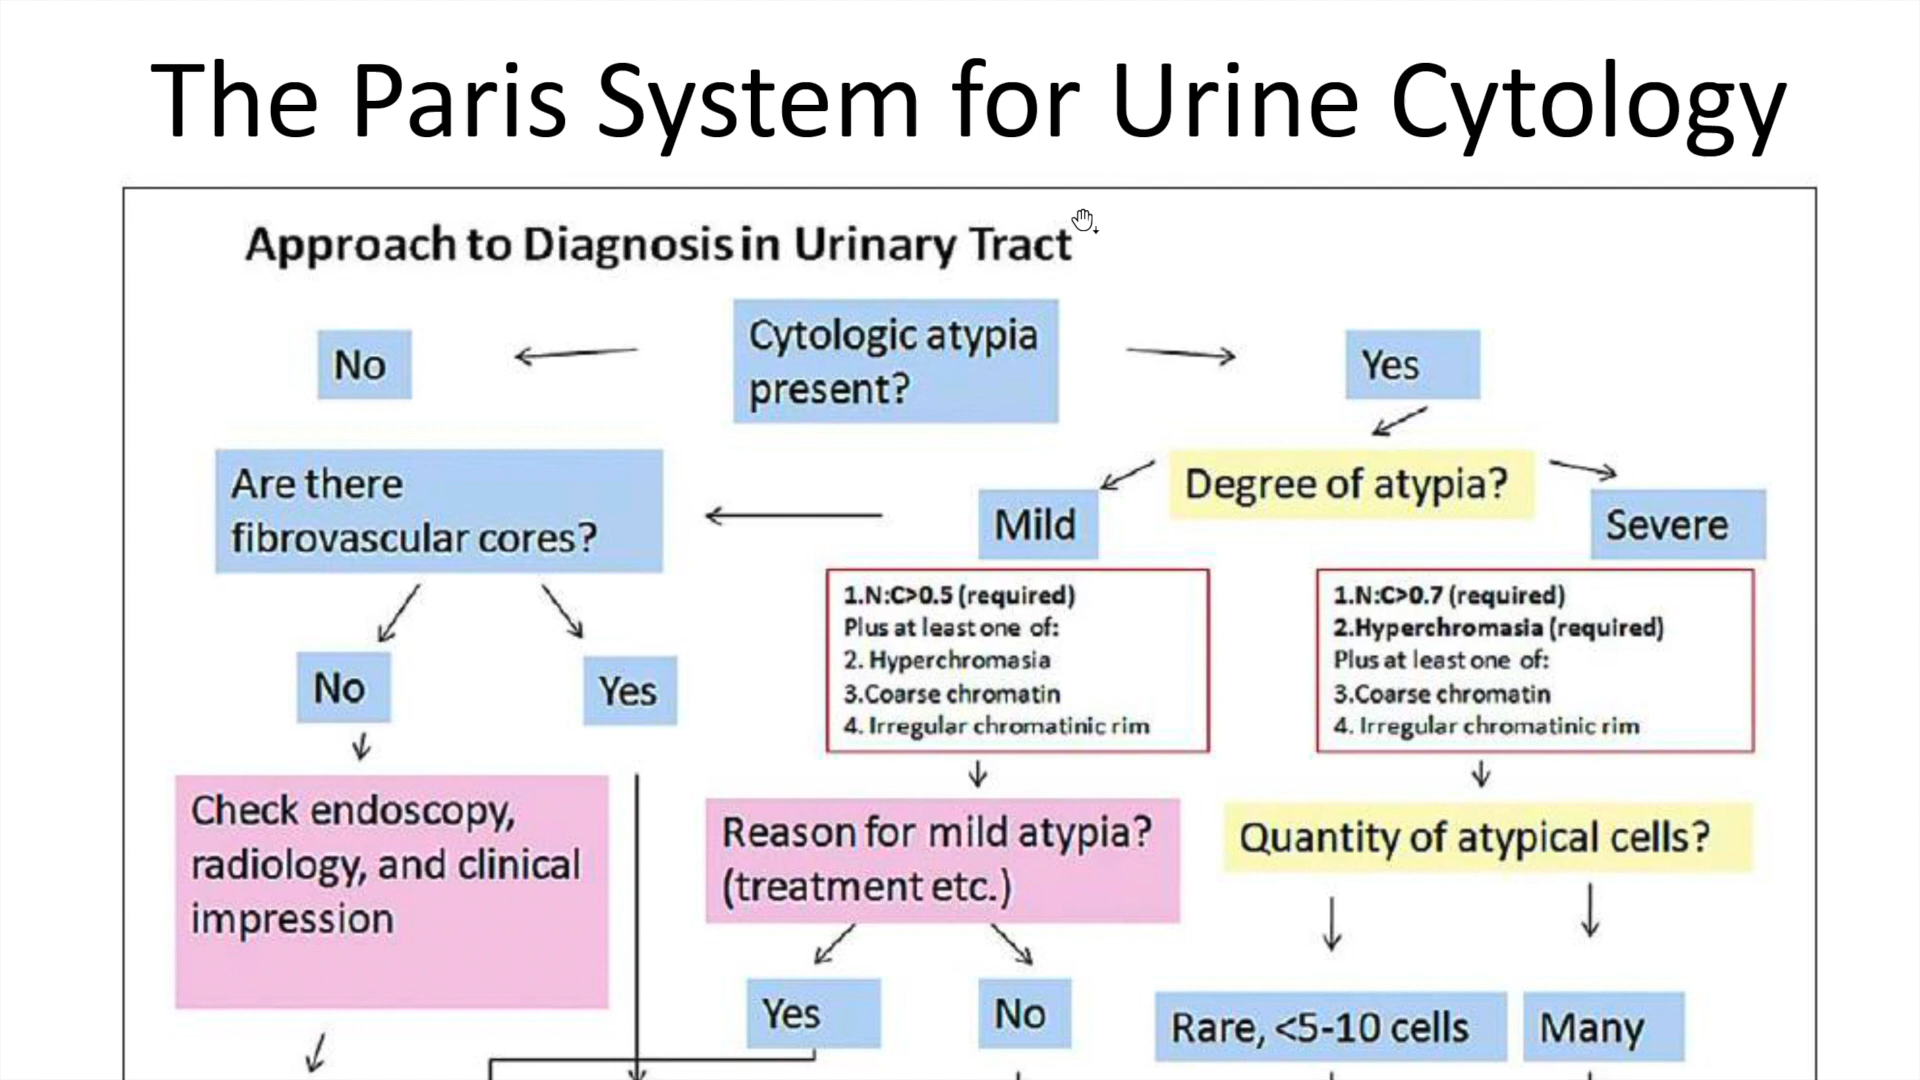 The Paris System for Urine Cytology
Approach to Diagnosis in Urinary Tract
No
Cytologic atypia
present?
Yes
Are there
fibrovascular cores?
Degree of atypia?
Mild
Severe
1.N:C>0.5 (required)
Plus at least one of:
2. Hyperchromasia
3.Coarse chromatin
4. Irregular chromatinic rim
1.N:C>0.7 (required)
2.Hyperchromasia (required)
Plus at least one of:
3.Coarse chromatin
4. Irregular chromatinic rim
No
Yes
Check endoscopy,
radiology, and clinical
impression
Reason for mild atypia?
(treatment etc.)
Quantity of atypical cells?
Yes
No
Rare, <5-10 cells
Many